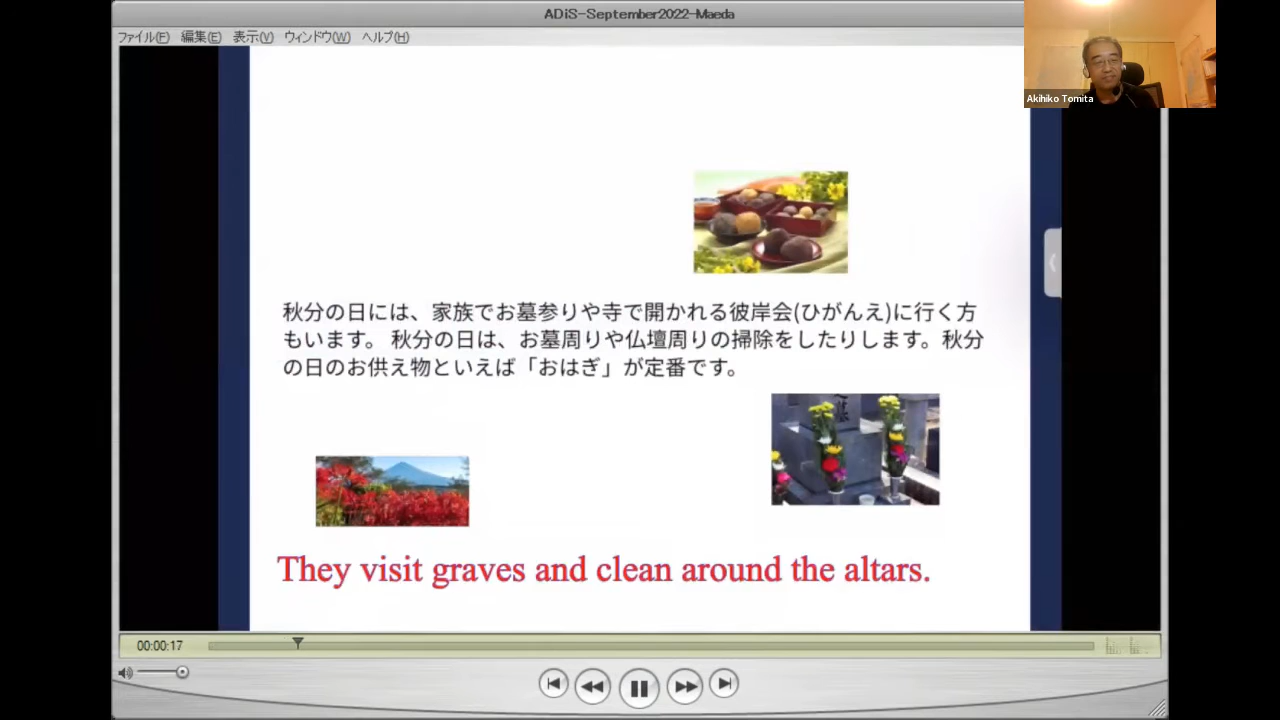 ADiS-September2022-Maeda
ファイル(F) 編集(E) 表示(V) ウィンドウ(W) ヘルプ(H)
Akihiko Tomita
秋分の日には、家族でお墓参りや寺で開かれる彼岸会(ひがんえ)に行く方
もいます。 秋分の日は、お墓周りや仏壇周りの掃除をしたりします。秋分
の日のお供え物といえば「おはぎ」が定番です。
They visit graves and clean around the altars.
00:00:17